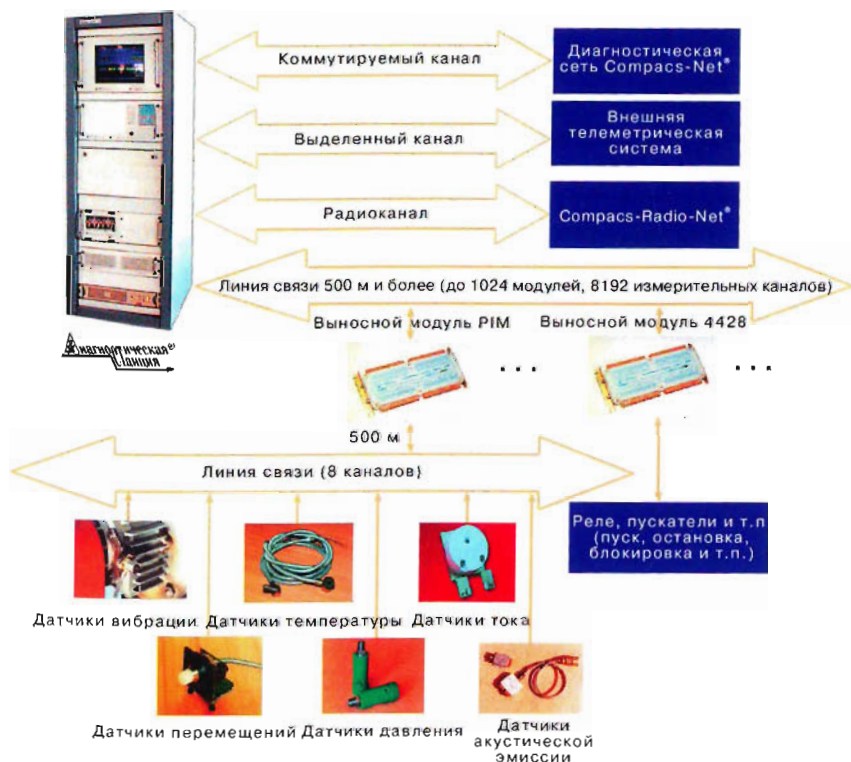 Коммутируемый канал
Диагностическая
сеть Compacs-Net®
Выделенный канал
Внешняя
телеметрическая
система
Радиоканал
Compacs-Radio-Net®
Линия связи 500 м и более (до 1024 модулей, 8192 измерительных каналов)
Выносной модуль PIM
Выносной модуль 4428
Диагностическая®
Станция
. . .
. . .
500 м
Линия связи (8 каналов)
Реле, пускатели и т.п
(пуск, остановка,
блокировка и т.п.)
Датчики вибрации
Датчики температуры
Датчики тока
Датчики перемещений
Датчики давления
Датчики
акустической
эмиссии